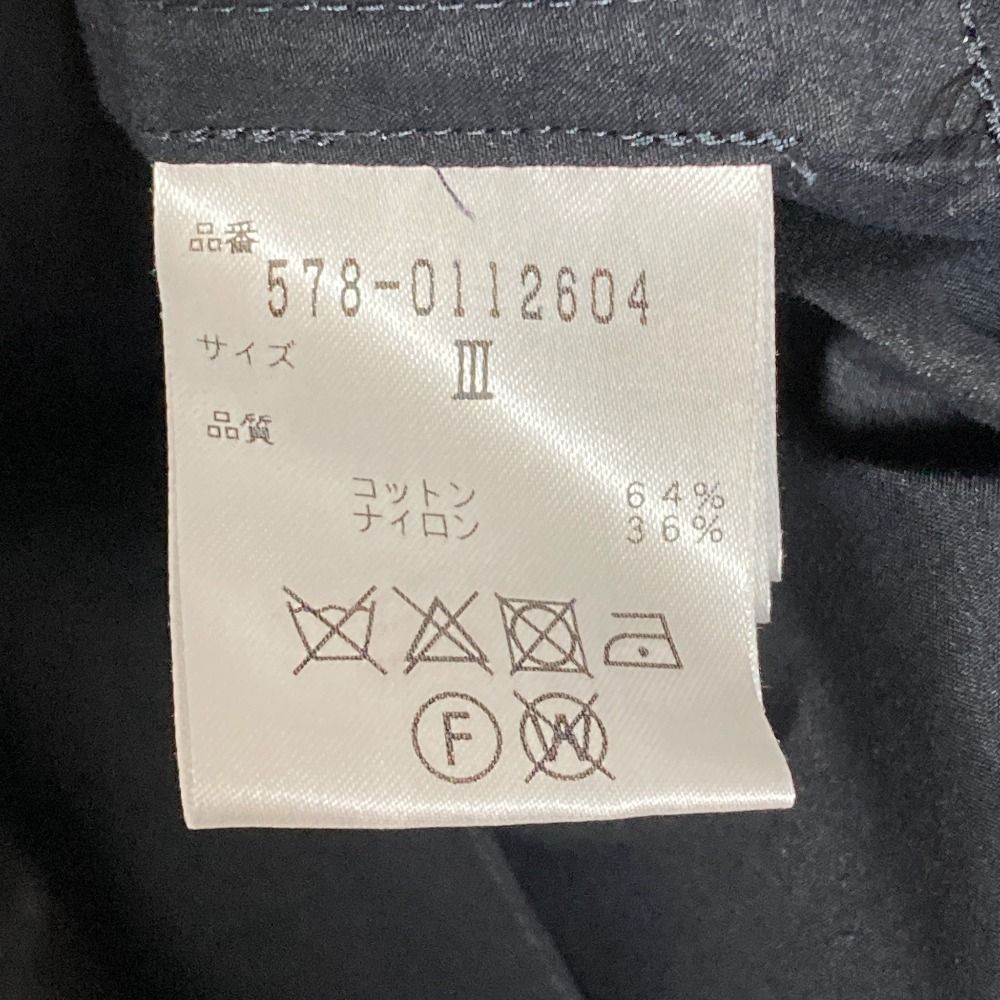 品番
578-0112604
サイズ III
品質
コットン 64%
ナイロン 36%
F W